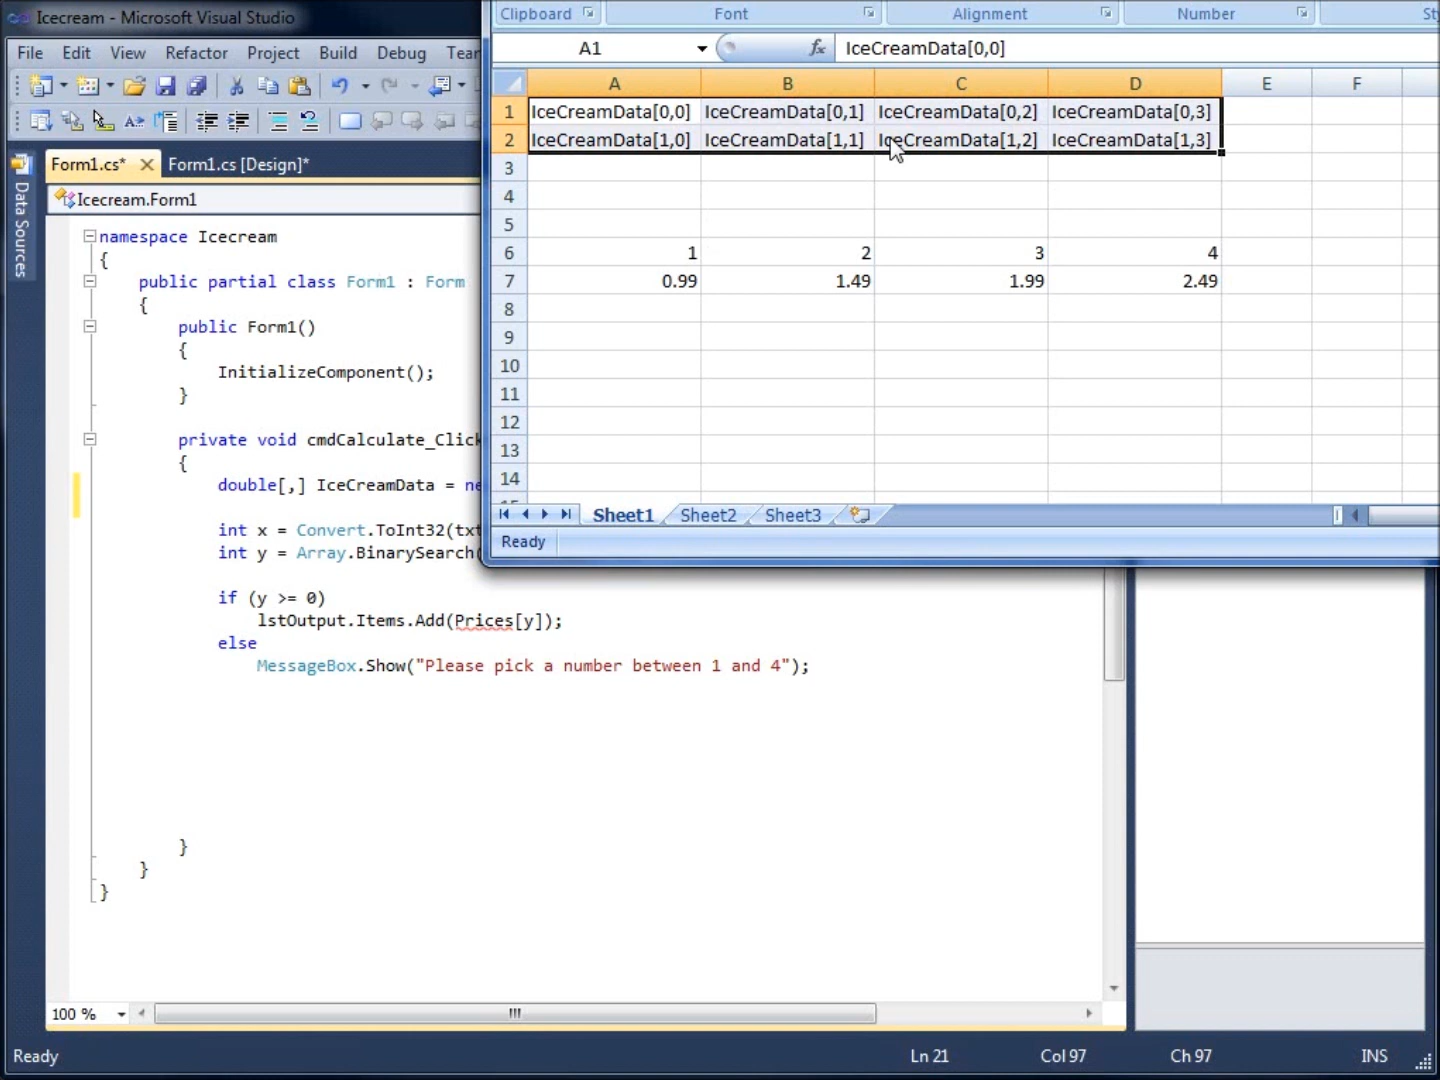 Icecream - Microsoft Visual Studio
File Edit View Refactor Project Build Debug Tear
Form1.cs* Form1.cs [Design]*
Icecream.Form1
Data Sources
namespace Icecream
{
public partial class Form1 : Form
{
public Form1()
{
InitializeComponent();
}
private void cmdCalculate_Click
{
double[,] IceCreamData = ne
int x = Convert.ToInt32(txt
int y = Array.BinarySearch(
if (y >= 0)
lstOutput.Items.Add(Prices[y]);
else
MessageBox.Show("Please pick a number between 1 and 4");
}
}
}
100 %
Ready Ln 21 Col 97 Ch 97 INS
Clipboard Font Alignment Number St
A1 fx IceCreamData[0,0]
A B C D E F
1 IceCreamData[0,0] IceCreamData[0,1] IceCreamData[0,2] IceCreamData[0,3]
2 IceCreamData[1,0] IceCreamData[1,1] IceCreamData[1,2] IceCreamData[1,3]
3
4
5
6 1 2 3 4
7 0.99 1.49 1.99 2.49
8
9
10
11
12
13
14
Sheet1 Sheet2 Sheet3
Ready